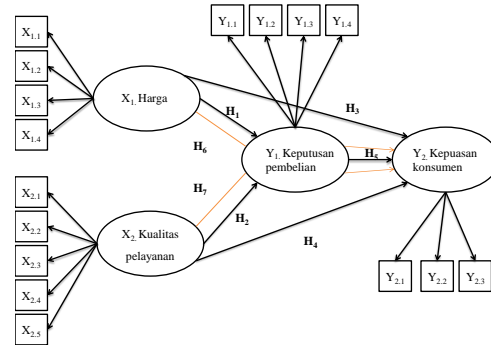 X1.1
X1.2
X1.3
X1.4
X1. Harga
Y1.1
Y1.2
Y1.3
Y1.4
H1
H3
H6
Y1. Keputusan
pembelian
H5
Y2. Kepuasan
konsumen
H7
H2
H4
X2.1
X2.2
X2.3
X2.4
X2.5
X2. Kualitas
pelayanan
Y2.1
Y2.2
Y2.3